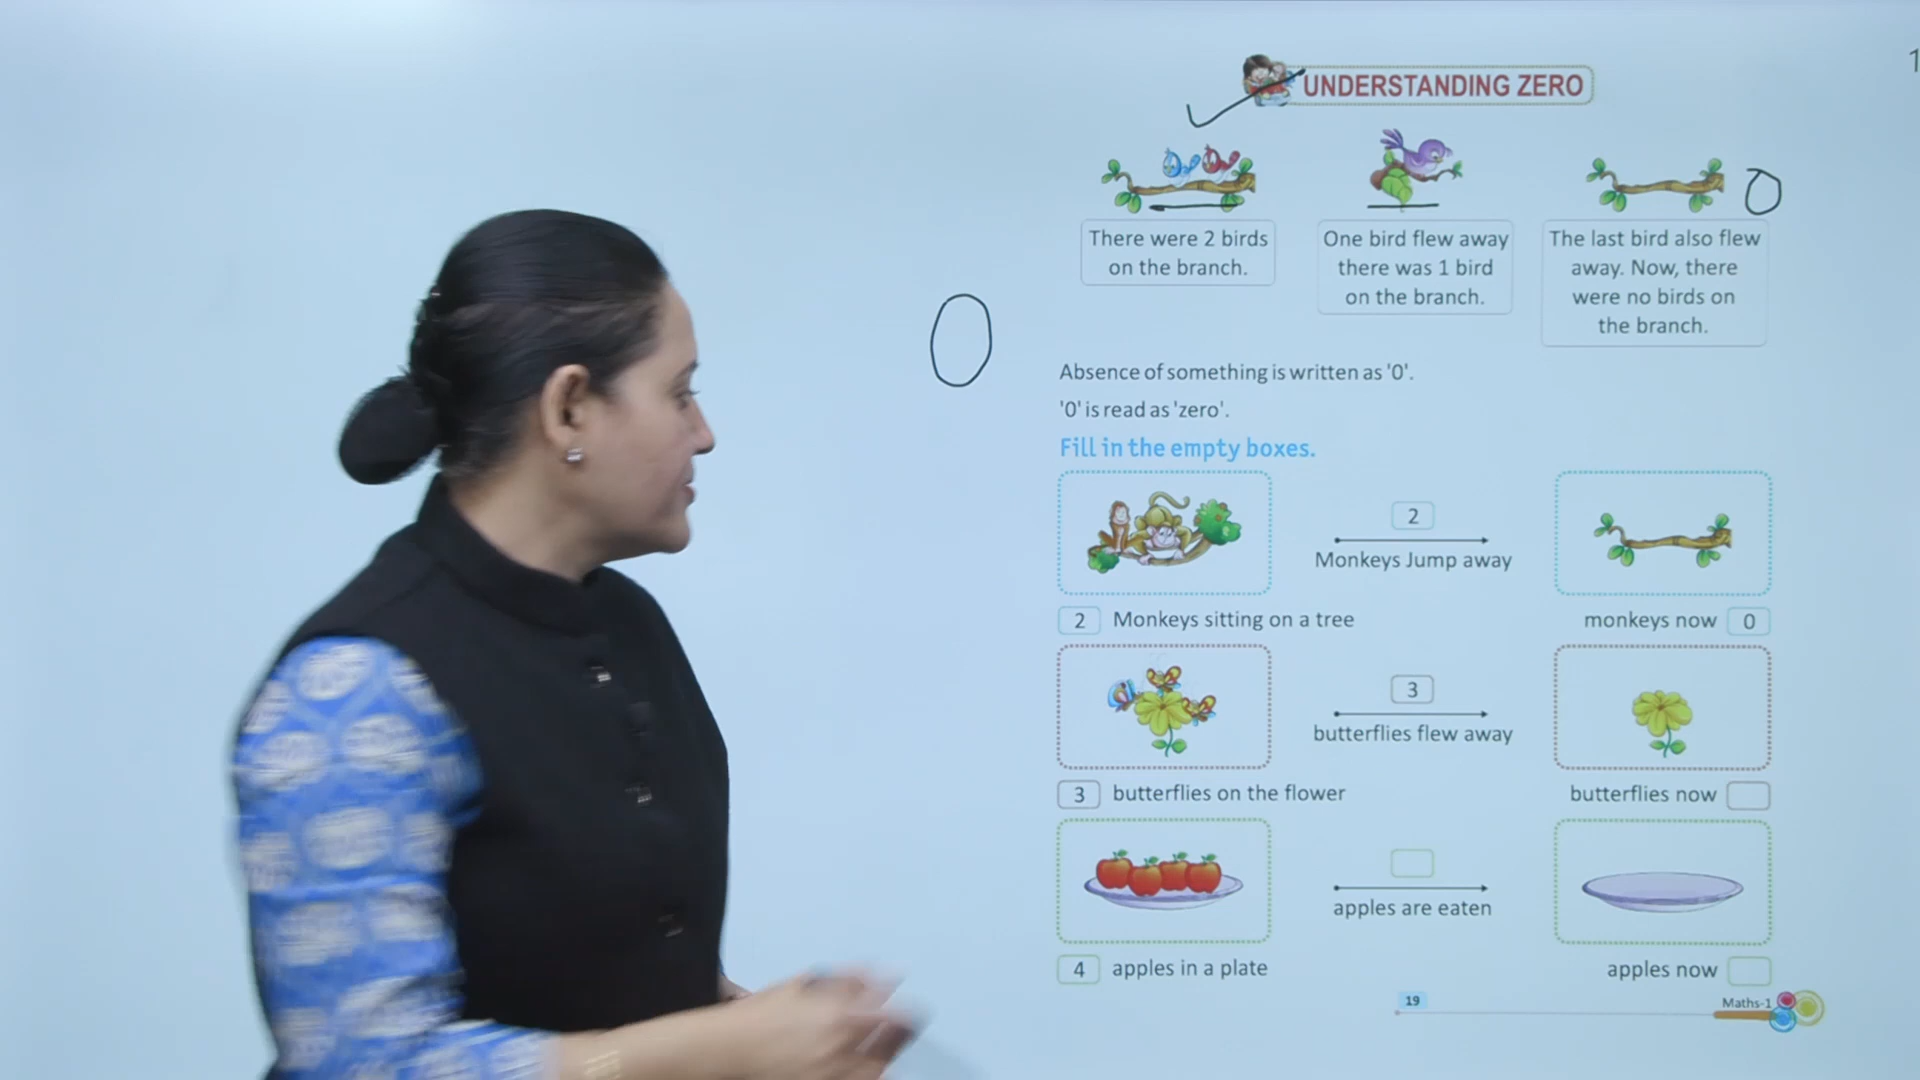 1
UNDERSTANDING ZERO
0
There were 2 birds
on the branch.
One bird flew away
there was 1 bird
on the branch.
The last bird also flew
away. Now, there
were no birds on
the branch.
0
Absence of something is written as '0'.
'0' is read as 'zero'.
Fill in the empty boxes.
2
Monkeys Jump away
2 Monkeys sitting on a tree
monkeys now 0
3
butterflies flew away
3 butterflies on the flower
butterflies now
apples are eaten
4 apples in a plate
apples now
19
Maths-1